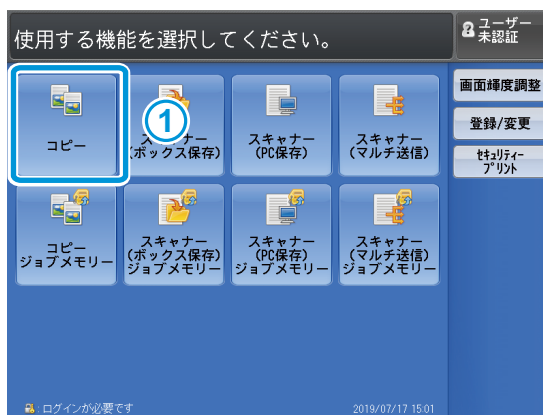 使用する機能を選択してください。
ユーザー
未認証
コピー
1
スキャナー
(ボックス保存)
スキャナー
(PC保存)
スキャナー
(マルチ送信)
コピー
ジョブメモリー
スキャナー
(ボックス保存)
ジョブメモリー
スキャナー
(PC保存)
ジョブメモリー
スキャナー
(マルチ送信)
ジョブメモリー
画面輝度調整
登録/変更
セキュリティー
プリント
ログインが必要です
2019/07/17 15:01